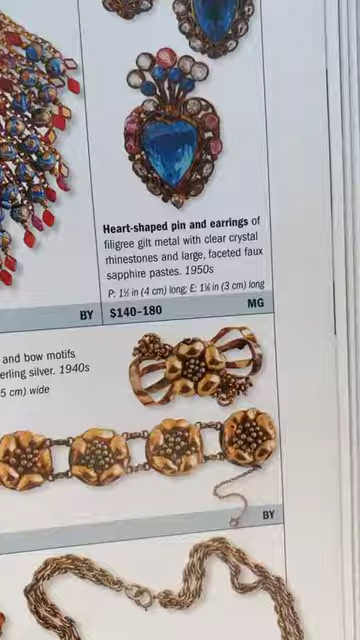 Heart-shaped pin and earrings of
filigree gilt metal with clear crystal
rhinestones and large, faceted faux
sapphire pastes. 1950s
P: 1½ in (4 cm) long; E: 1¼ in (3 cm) long
BY
$140–180 MG
and bow motifs
erling silver. 1940s
5 cm) wide
BY